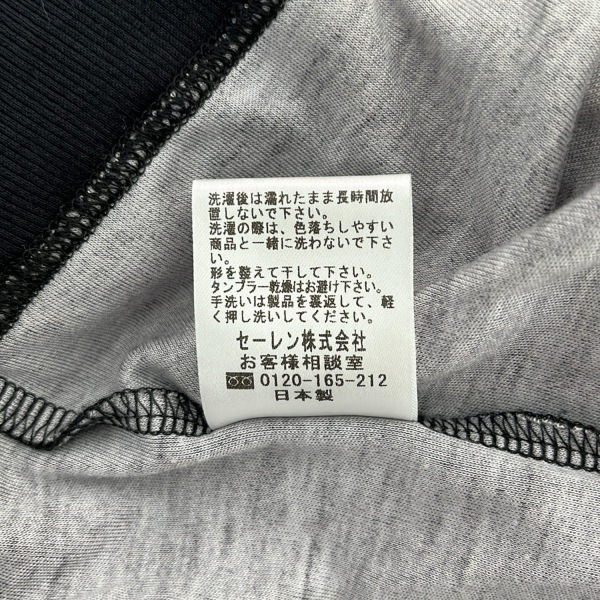 洗濯後は濡れたまま長時間放
置しないで下さい。
洗濯の際は、色落ちしやすい
商品と一緒に洗わないで下さ
い。
形を整えて干して下さい。
タンブラー乾燥はお避け下さい。
手洗いは製品を裏返して、軽
く押し洗いしてください。
セーレン株式会社
お客様相談室
0120-165-212
日本製